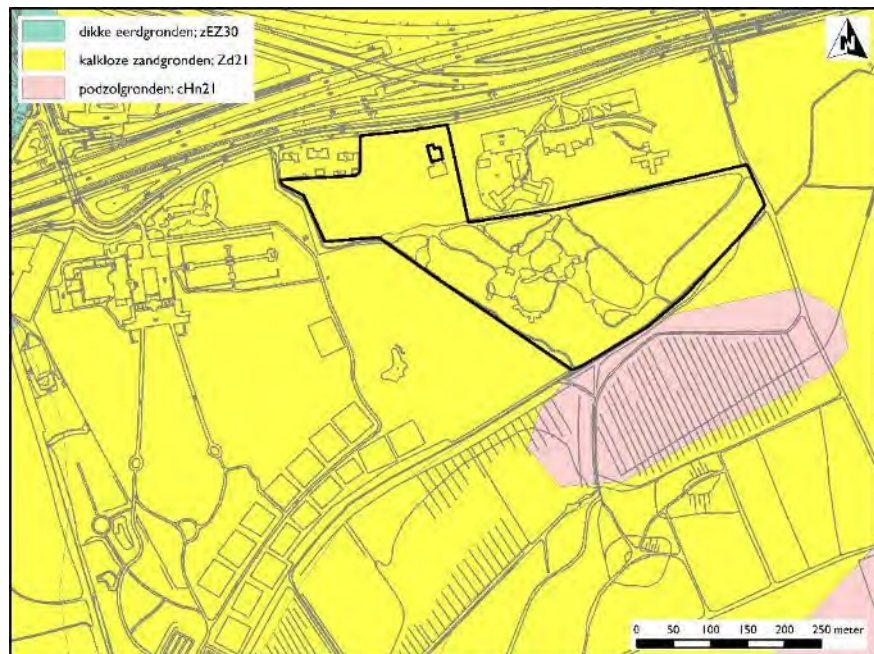 dikke eerdgronden; zEZ30
kalkloze zandgronden; Zd21
podzolgronden; cHn21
N
0 50 100 150 200 250 meter